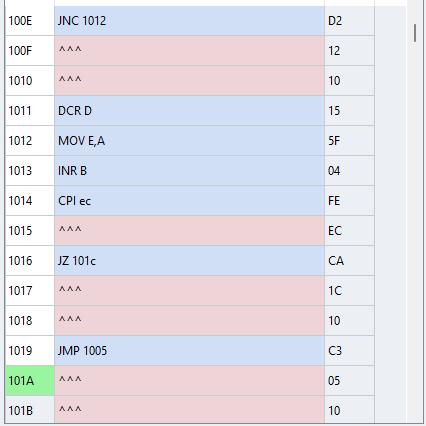 100E JNC 1012 D2
100F ^^^ 12
1010 ^^^ 10
1011 DCR D 15
1012 MOV E,A 5F
1013 INR B 04
1014 CPI ec FE
1015 ^^^ EC
1016 JZ 101c CA
1017 ^^^ 1C
1018 ^^^ 10
1019 JMP 1005 C3
101A ^^^ 05
101B ^^^ 10